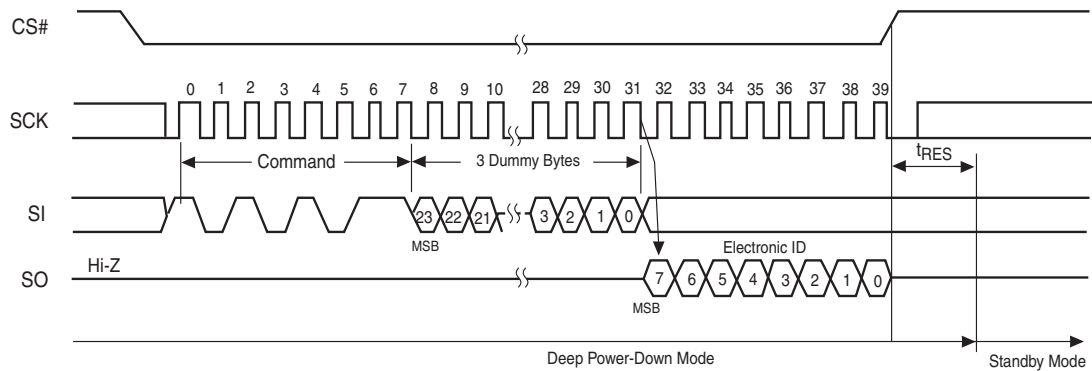 CS#
0 1 2 3 4 5 6 7 8 9 10 28 29 30 31 32 33 34 35 36 37 38 39
SCK
Command
3 Dummy Bytes
tRES
SI
23 22 21 3 2 1 0
MSB
Electronic ID
Hi-Z
SO
7 6 5 4 3 2 1 0
MSB
Deep Power-Down Mode
Standby Mode